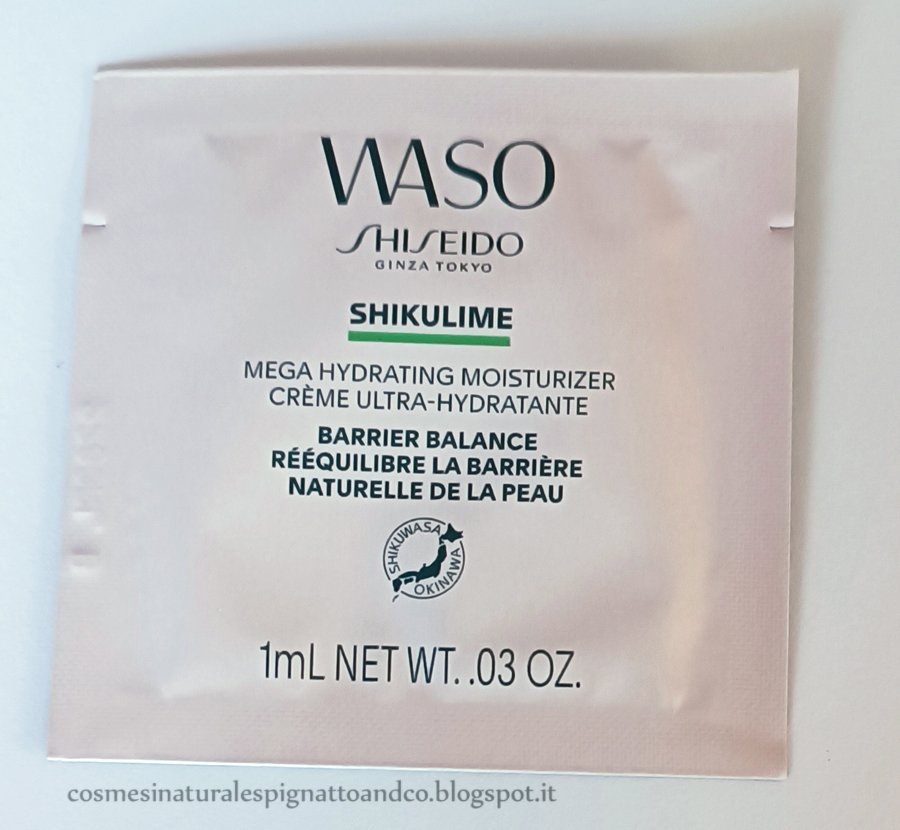 WASO
SHISEIDO
GINZA TOKYO
SHIKULIME
MEGA HYDRATING MOISTURIZER
CRÈME ULTRA-HYDRATANTE
BARRIER BALANCE
RÉÉQUILIBRE LA BARRIÈRE
NATURELLE DE LA PEAU
SHIKUWASA
OKINAWA
1mL NET WT. .03 OZ.
cosmesinaturalespignattoandco.blogspot.it